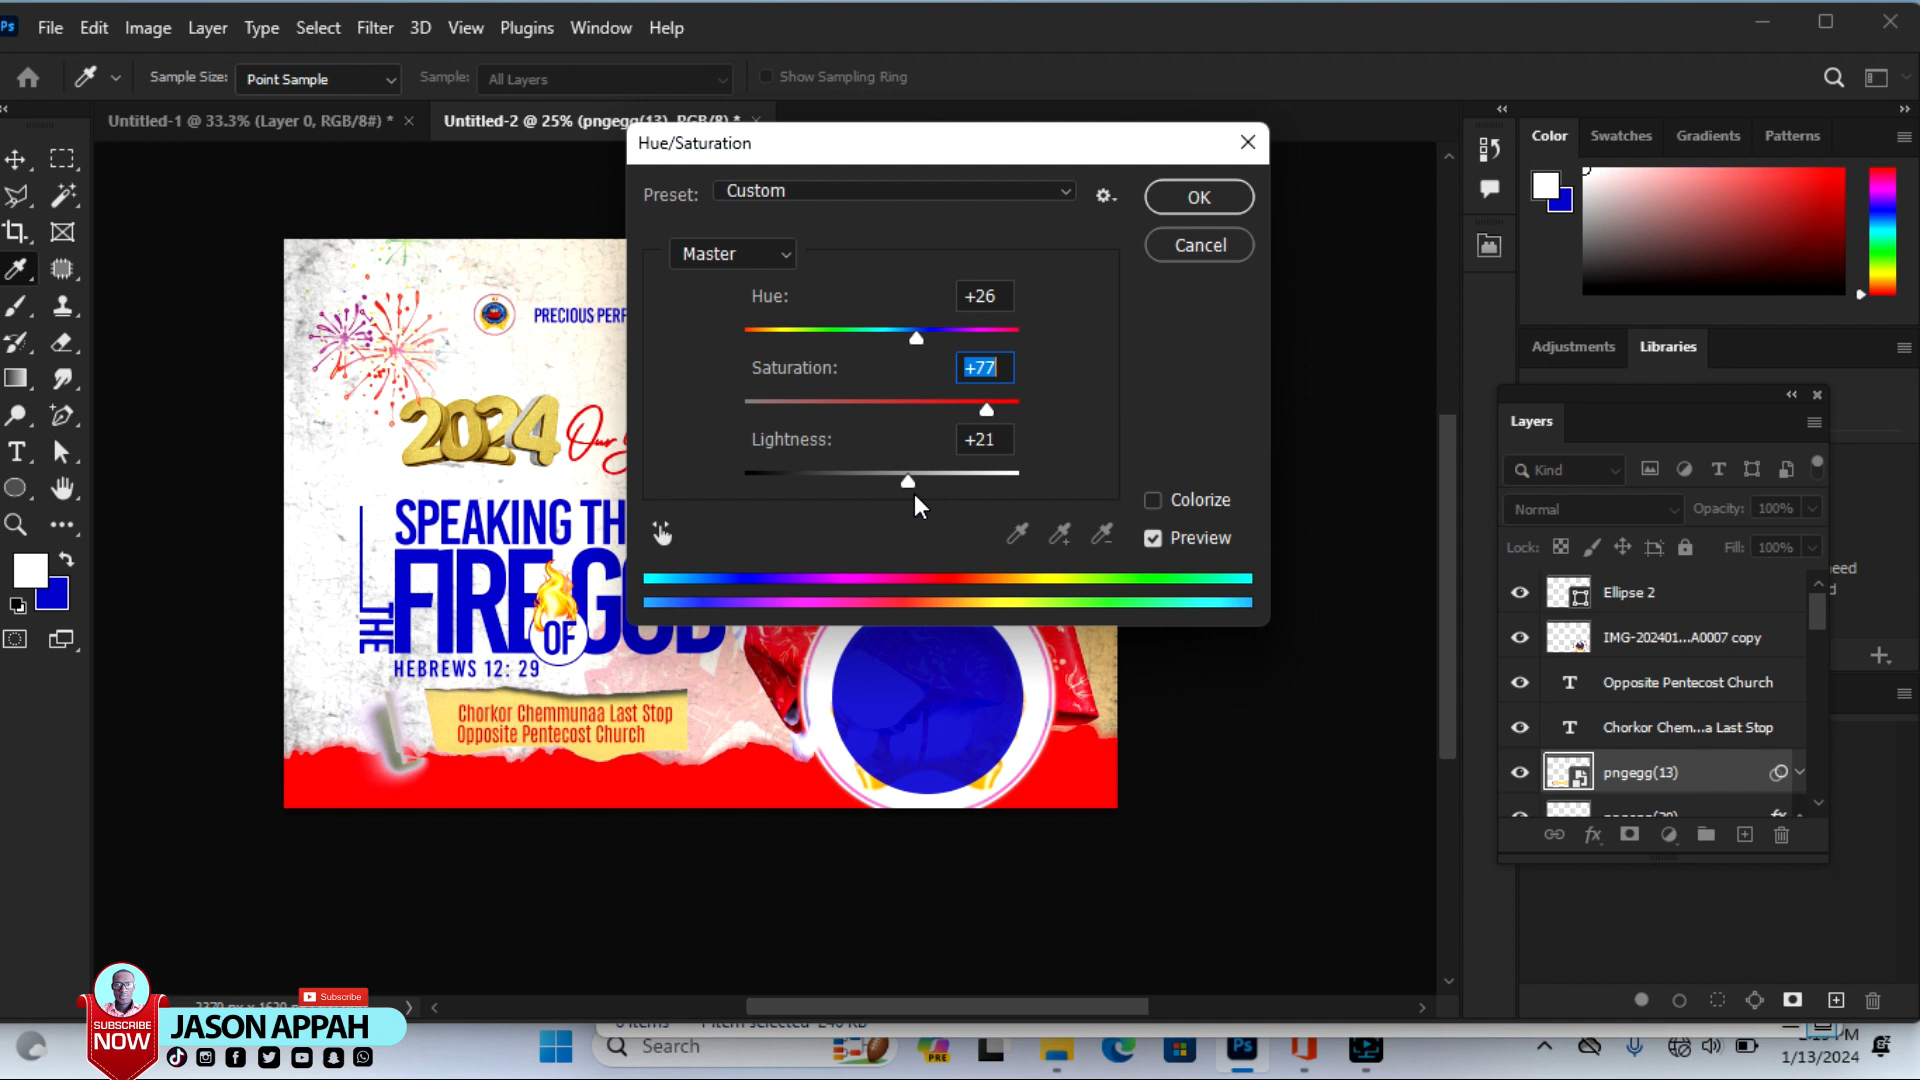 Ps File Edit Image Layer Type Select Filter 3D View Plugins Window Help
Sample Size: Point Sample Sample: All Layers Show Sampling Ring
Untitled-1 @ 33.3% (Layer 0, RGB/8#) *
Untitled-2 @ 25% (pngegg(13), RGB/8) *
Hue/Saturation
Preset: Custom
OK
Cancel
Master
Hue: +26
Saturation: +77
Lightness: +21
Colorize
Preview
PRECIOUS PERF
2024
SPEAKING TH
THE
FIRE
OF
HEBREWS 12: 29
Chorkor Chemmunaa Last Stop
Opposite Pentecost Church
Color Swatches Gradients Patterns
Adjustments Libraries
Layers
Kind
Normal Opacity: 100%
Lock: Fill: 100%
Ellipse 2
IMG-202401...A0007 copy
Opposite Pentecost Church
Chorkor Chem...a Last Stop
pngegg(13)
fx
Subscribe
SUBSCRIBE
NOW
JASON APPAH
Search
PRE
Ps
1/13/2024